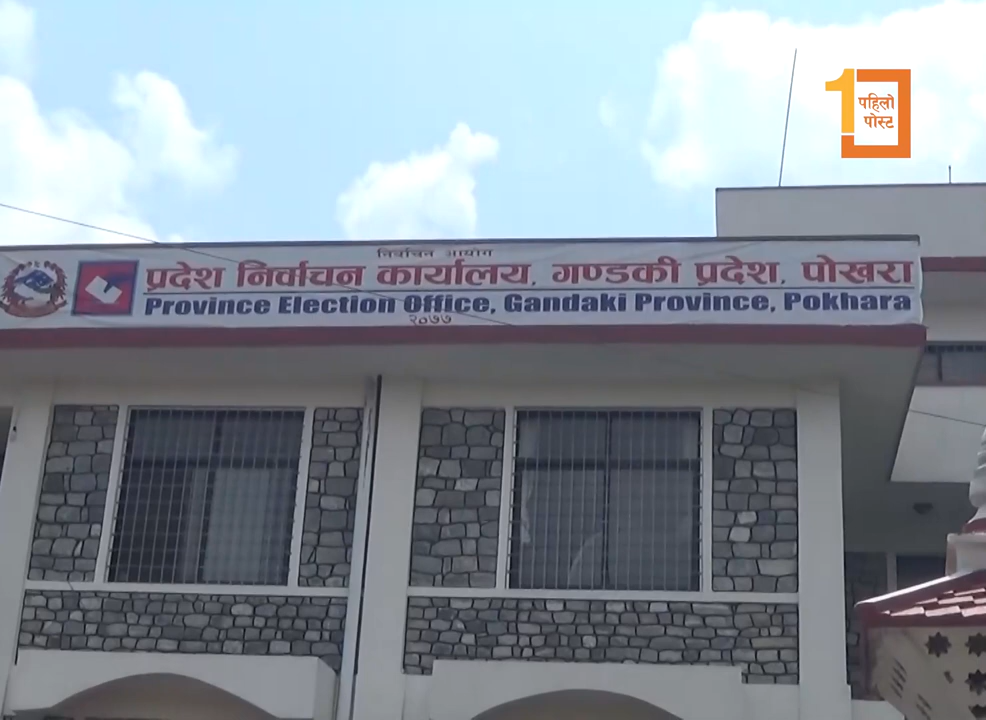 पहिलो
पोस्ट
निर्वाचन आयोग
प्रदेश निर्वाचन कार्यालय, गण्डकी प्रदेश, पोखरा
Province Election Office, Gandaki Province, Pokhara
२०७७